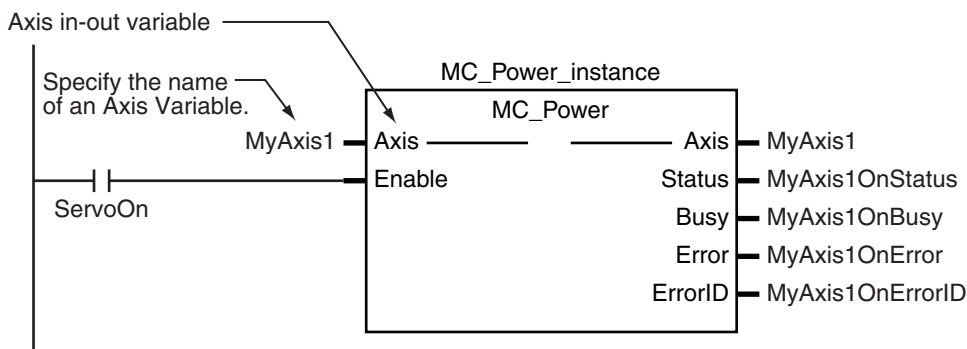 Axis in-out variable
Specify the name
of an Axis Variable.
MC_Power_instance
MC_Power
MyAxis1 Axis Axis MyAxis1
Enable Status MyAxis1OnStatus
ServoOn
Busy MyAxis1OnBusy
Error MyAxis1OnError
ErrorID MyAxis1OnErrorID